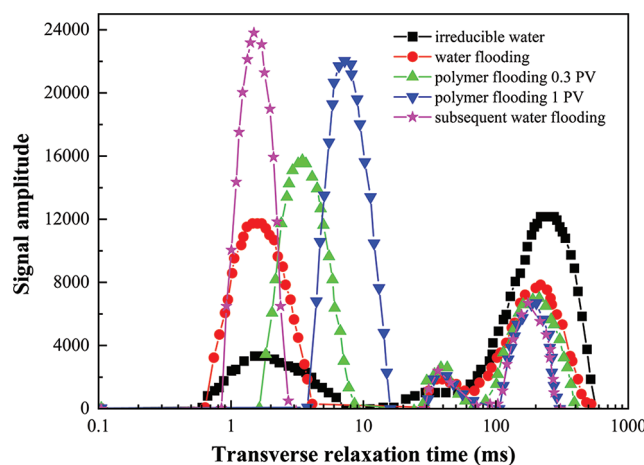 24000
20000
16000
12000
8000
4000
0
Signal amplitude
irreducible water
water flooding
polymer flooding 0.3 PV
polymer flooding 1 PV
subsequent water flooding
0.1
1
10
100
1000
Transverse relaxation time (ms)